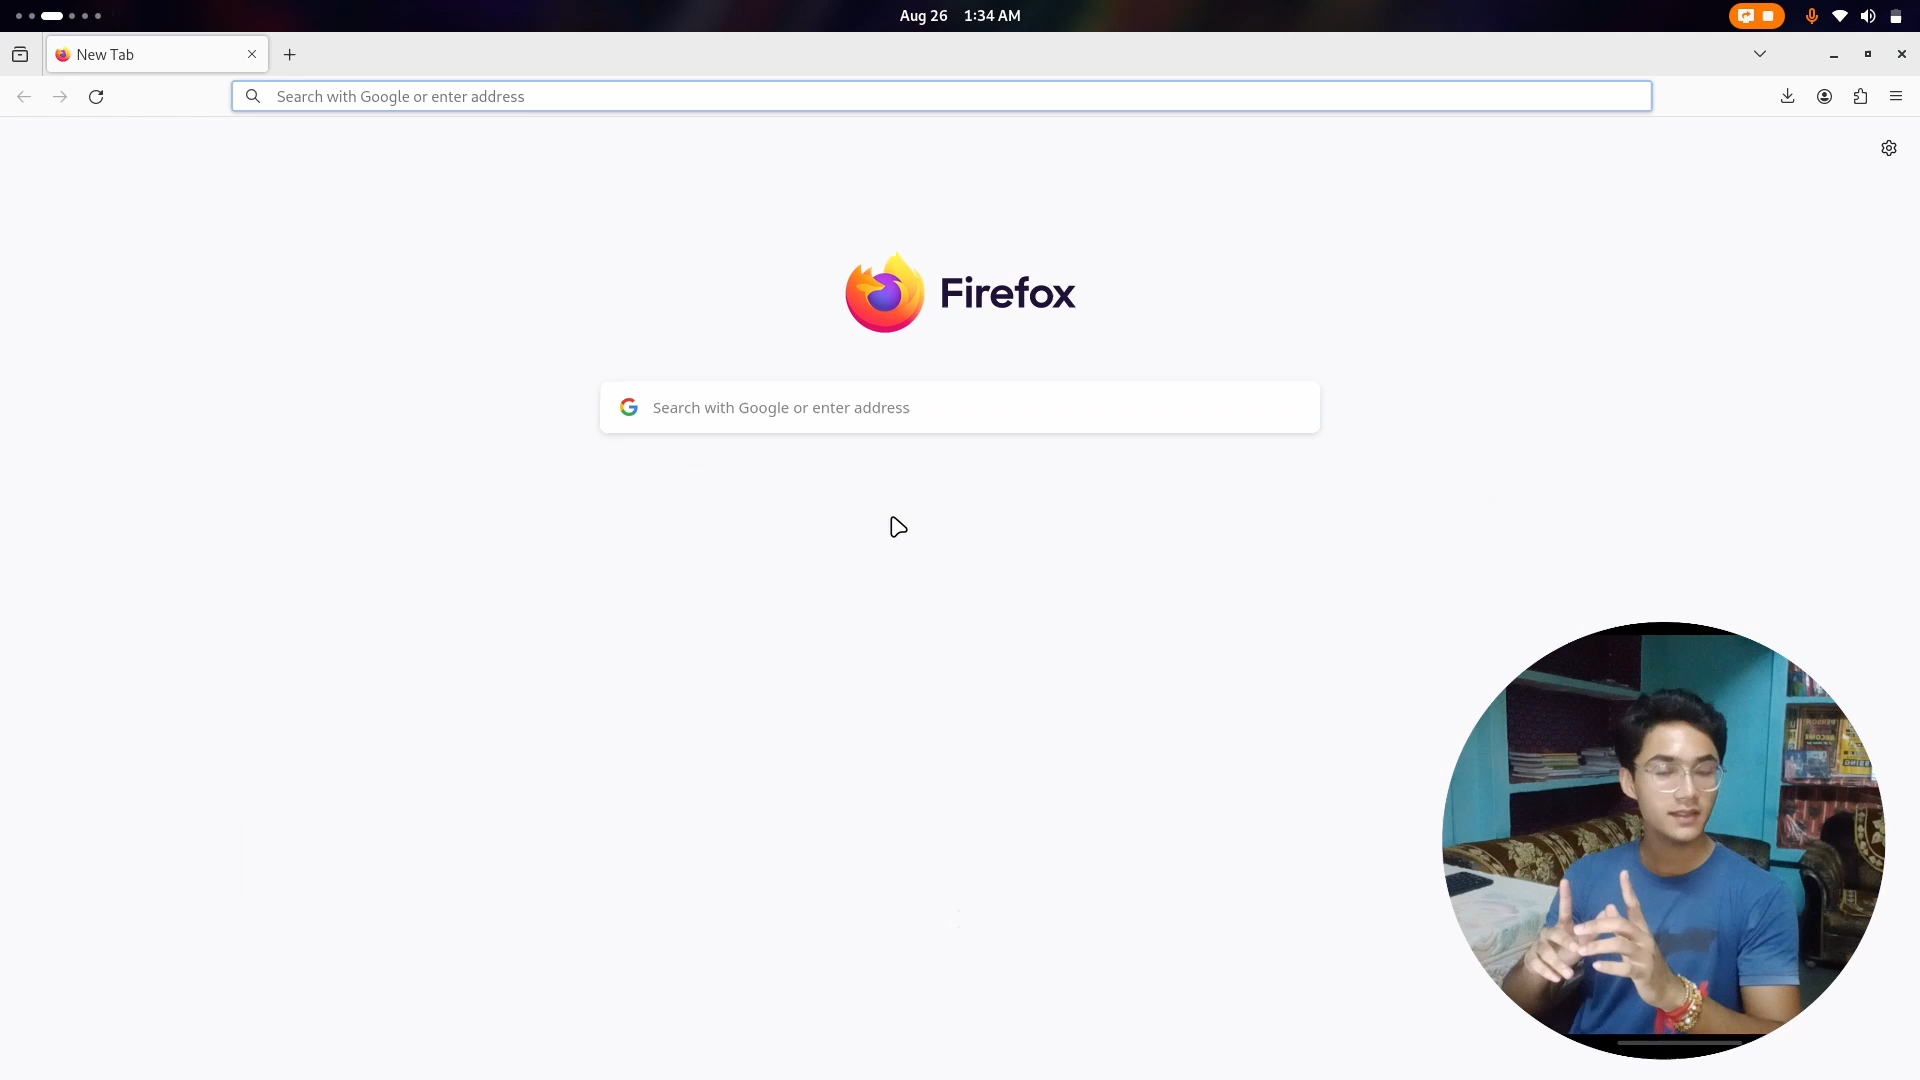 Aug 26 1:34 AM
New Tab
Search with Google or enter address
Firefox
Search with Google or enter address